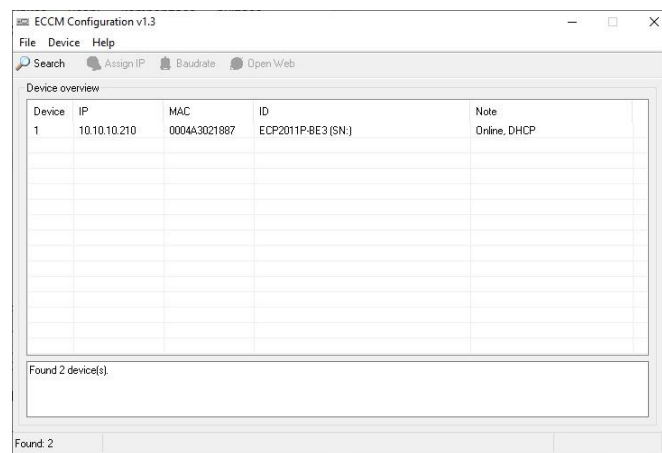 ECCM Configuration v1.3
File Device Help
Search Assign IP Baudrate Open Web
Device overview
Device IP MAC ID Note
1 10.10.10.210 0004A3021887 ECP2011P-BE3 (SN:) Online, DHCP
Found 2 device(s).
Found: 2